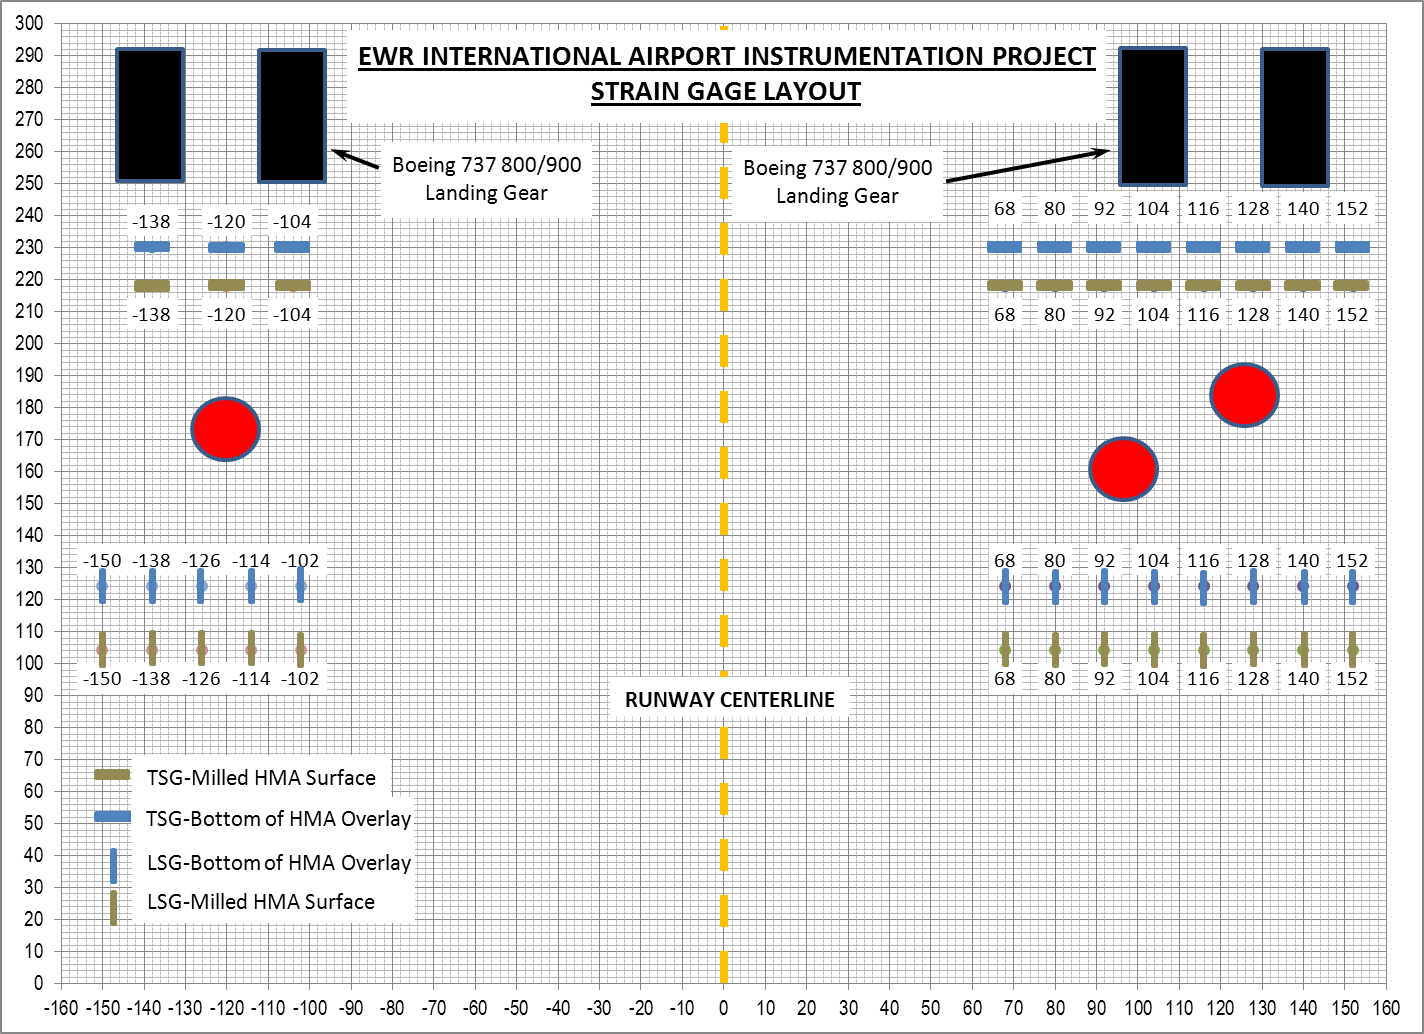 EWR INTERNATIONAL AIRPORT INSTRUMENTATION PROJECT
STRAIN GAGE LAYOUT
Boeing 737 800/900
Landing Gear
Boeing 737 800/900
Landing Gear
300
290
280
270
260
250
240
230
220
210
200
190
180
170
160
150
140
130
120
110
100
90
80
70
60
50
40
30
20
10
0
-138 -120 -104
68 80 92 104 116 128 140 152
-138 -120 -104
68 80 92 104 116 128 140 152
-150 -138 -126 -114 -102
68 80 92 104 116 128 140 152
-150 -138 -126 -114 -102
68 80 92 104 116 128 140 152
RUNWAY CENTERLINE
TSG-Milled HMA Surface
TSG-Bottom of HMA Overlay
LSG-Bottom of HMA Overlay
LSG-Milled HMA Surface
-160 -150 -140 -130 -120 -110 -100 -90 -80 -70 -60 -50 -40 -30 -20 -10 0 10 20 30 40 50 60 70 80 90 100 110 120 130 140 150 160